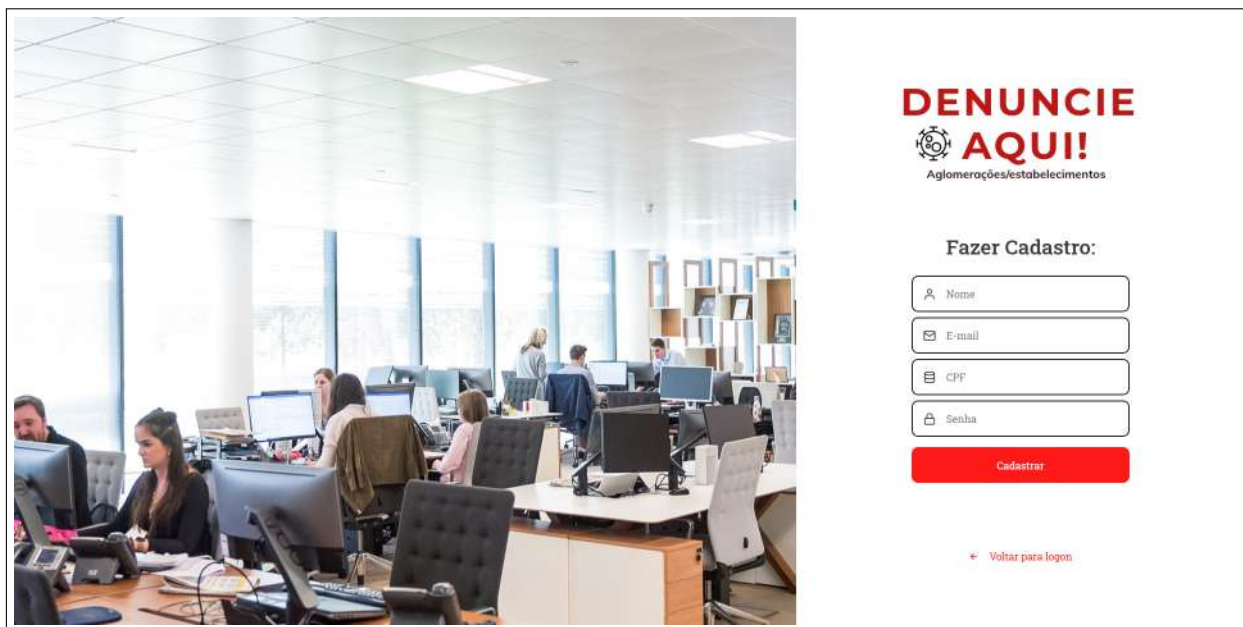 DENUNCIE
AQUI!
Aglomerações/estabelecimentos
Fazer Cadastro:
Nome
E-mail
CPF
Senha
Cadastrar
← Voltar para logon